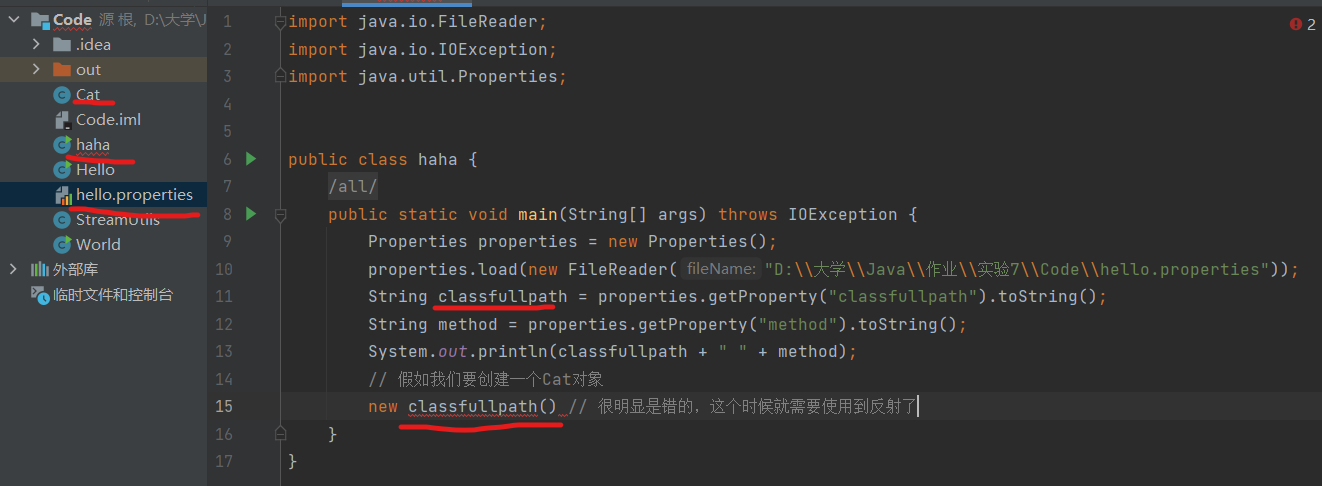 Code 源根, D:\大学\J
.idea
out
Cat
Code.iml
haha
Hello
hello.properties
StreamUtils
World
外部库
临时文件和控制台
2
1 import java.io.FileReader;
2 import java.io.IOException;
3 import java.util.Properties;
4
5
6 public class haha {
7 /all/
8 public static void main(String[] args) throws IOException {
9 Properties properties = new Properties();
10 properties.load(new FileReader( fileName: "D:\\大学\\Java\\作业\\实验7\\Code\\hello.properties"));
11 String classfullpath = properties.getProperty("classfullpath").toString();
12 String method = properties.getProperty("method").toString();
13 System.out.println(classfullpath + " " + method);
14 // 假如我们要创建一个Cat对象
15 new classfullpath() // 很明显是错的，这个时候就需要使用到反射了
16 }
17 }